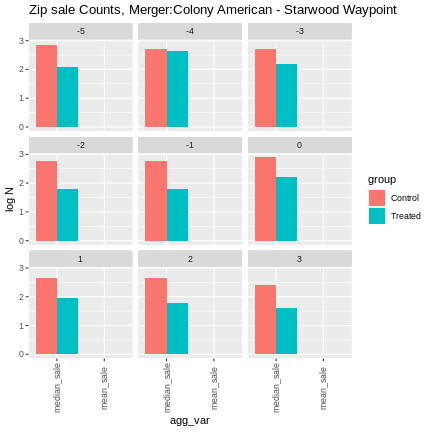 Zip sale Counts, Merger:Colony American - Starwood Waypoint
-5
-4
-3
3
2
1
0
-2
-1
0
3
2
1
0
1
2
3
3
2
1
0
log N
median_sale
mean_sale
median_sale
mean_sale
median_sale
mean_sale
agg_var
group
Control
Treated